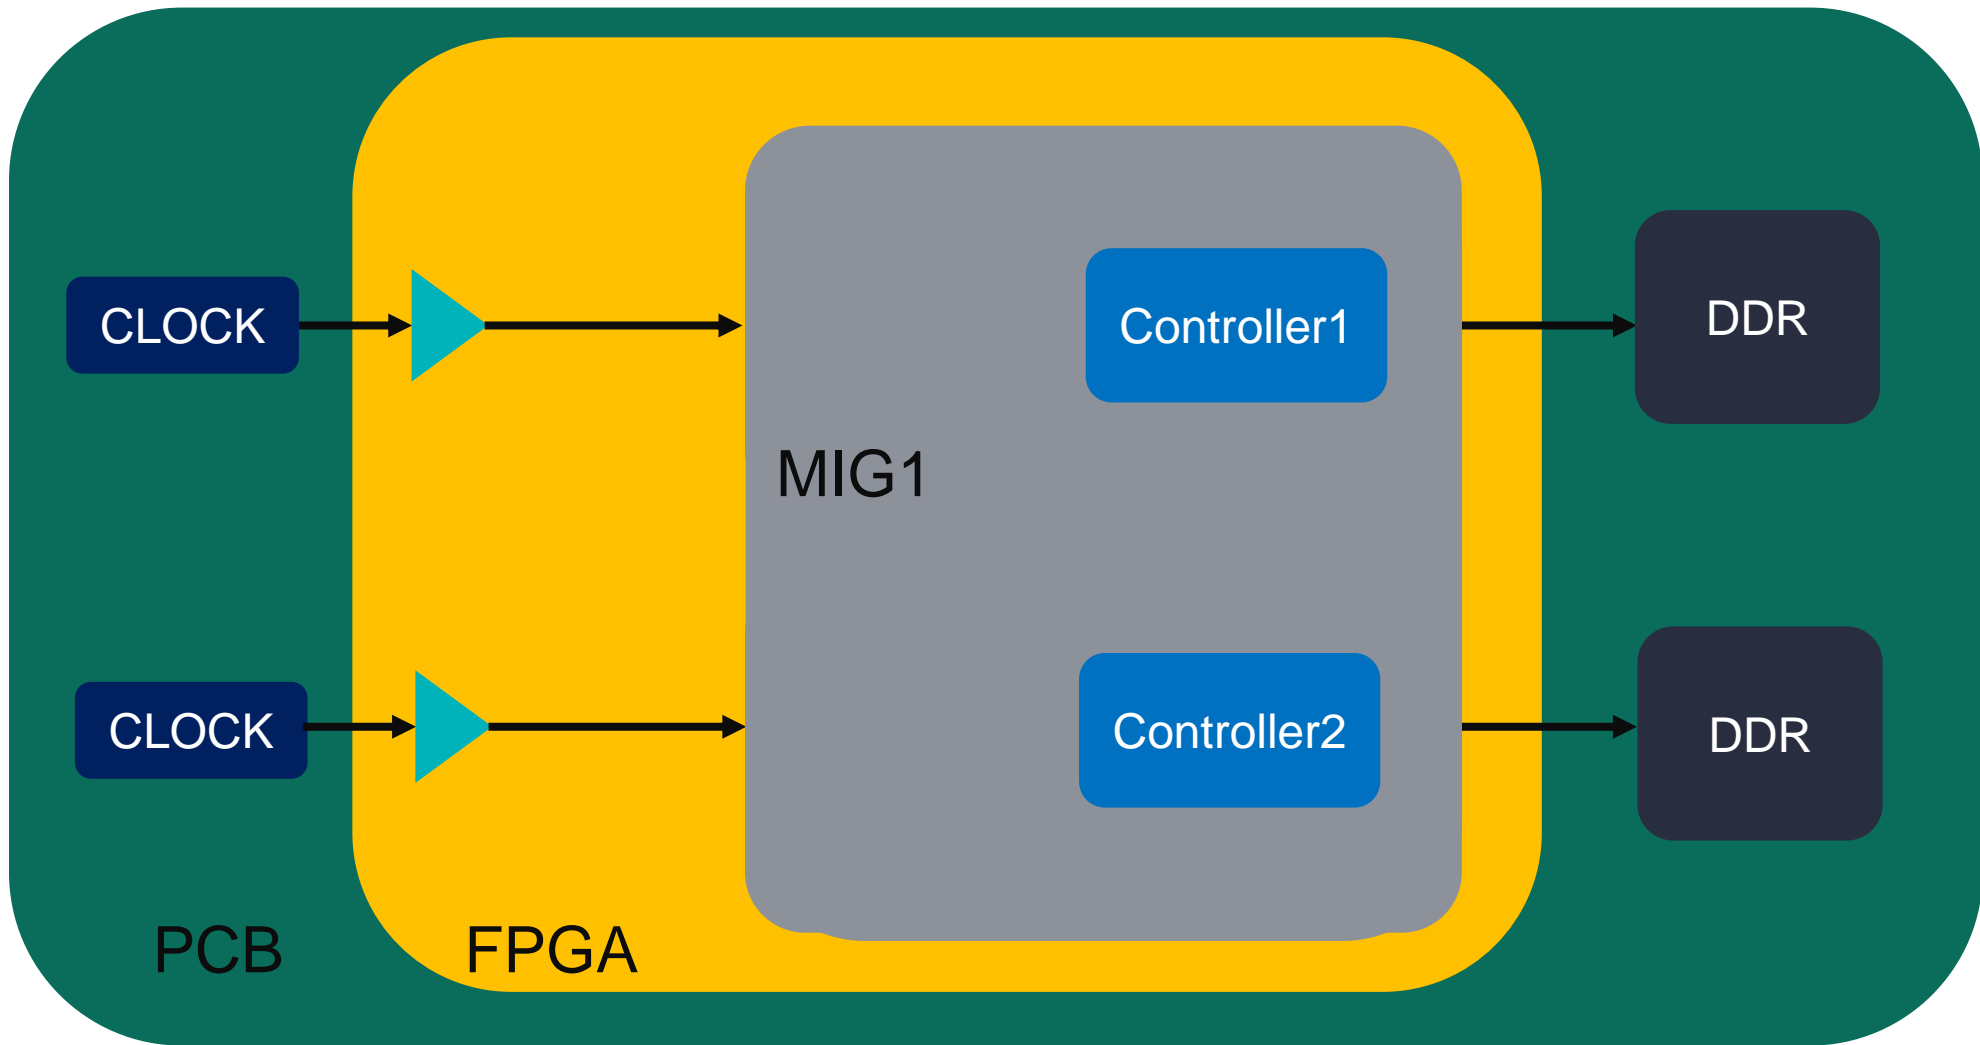 CLOCK
Controller1
DDR
MIG1
CLOCK
Controller2
DDR
PCB
FPGA